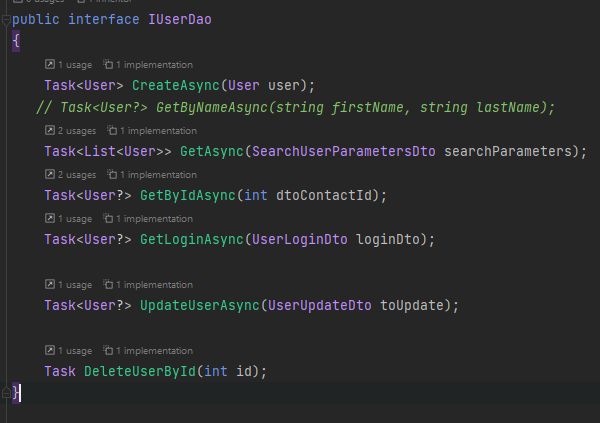 public interface IUserDao
{
1 usage 1 implementation
Task<User> CreateAsync(User user);
// Task<User?> GetByNameAsync(string firstName, string lastName);
2 usages 1 implementation
Task<List<User>> GetAsync(SearchUserParametersDto searchParameters);
2 usages 1 implementation
Task<User?> GetByIdAsync(int dtoContactId);
1 usage 1 implementation
Task<User?> GetLoginAsync(UserLoginDto loginDto);
1 usage 1 implementation
Task<User?> UpdateUserAsync(UserUpdateDto toUpdate);
1 usage 1 implementation
Task DeleteUserById(int id);
}